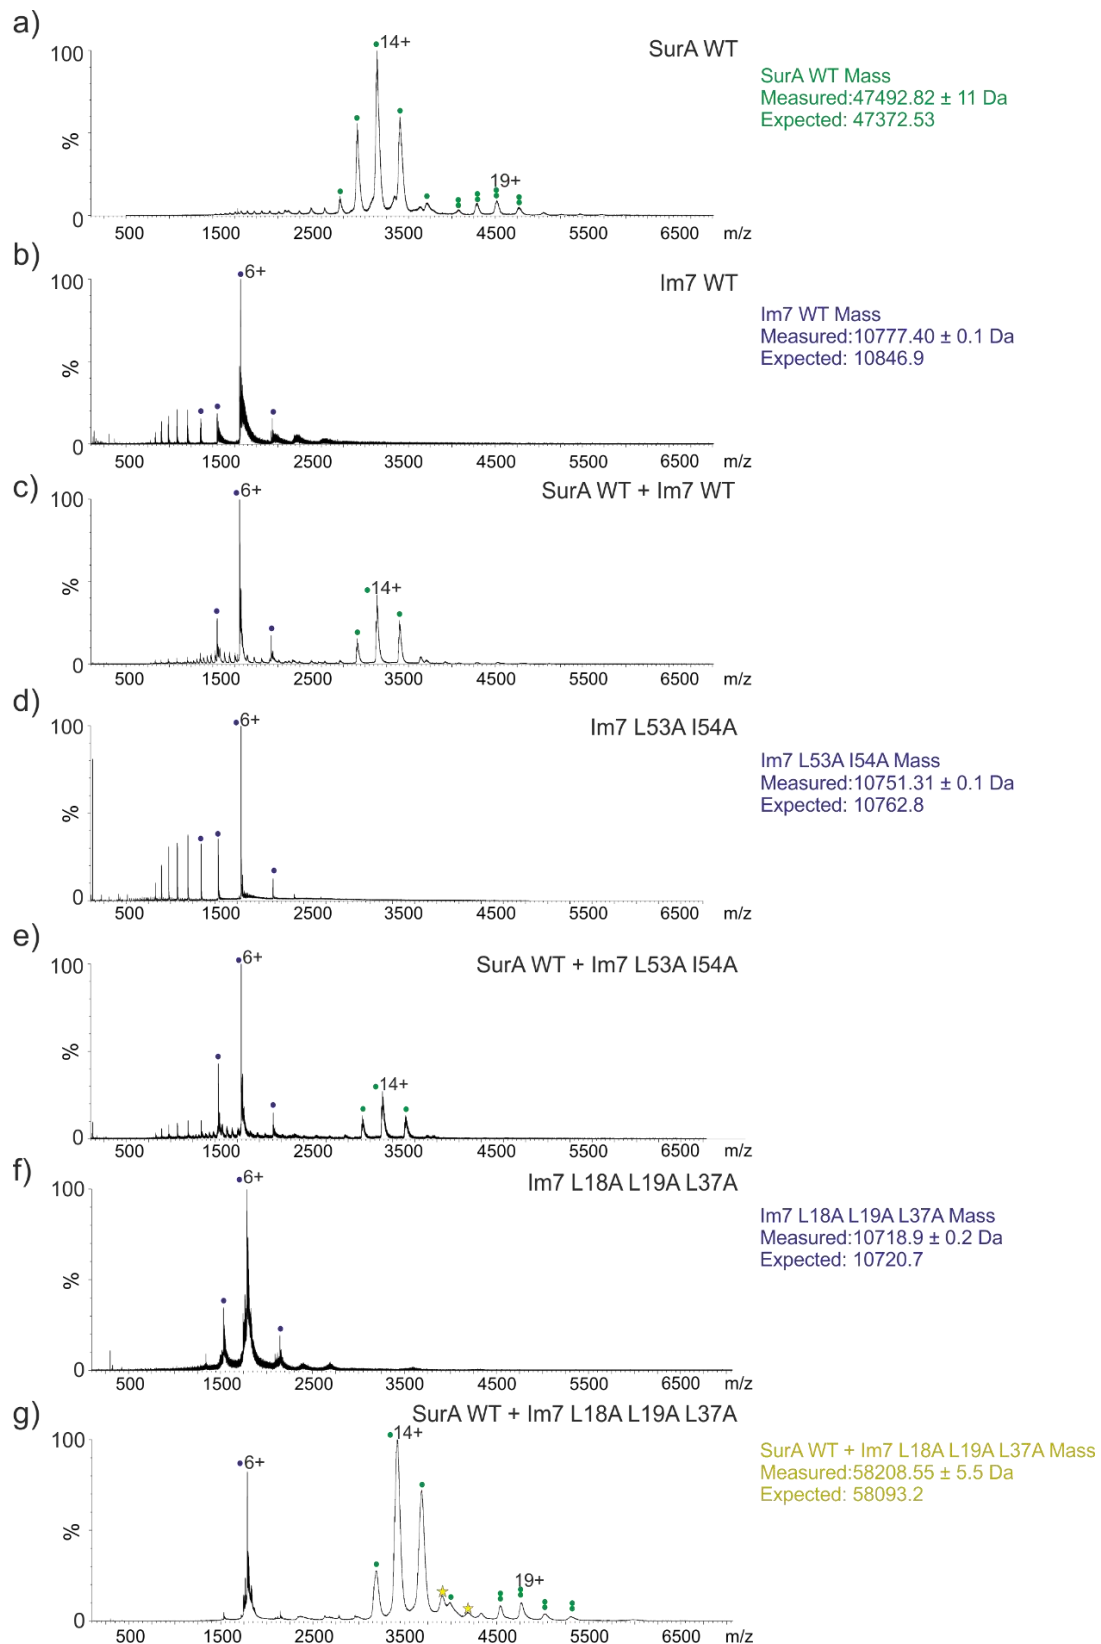 a)
SurA WT
100
14+
19+
%
0
500 1500 2500 3500 4500 5500 6500 m/z
SurA WT Mass
Measured:47492.82 ± 11 Da
Expected: 47372.53
b)
Im7 WT
100
6+
%
0
500 1500 2500 3500 4500 5500 6500 m/z
Im7 WT Mass
Measured:10777.40 ± 0.1 Da
Expected: 10846.9
c)
SurA WT + Im7 WT
100
6+
14+
%
0
500 1500 2500 3500 4500 5500 6500 m/z
d)
Im7 L53A I54A
100
6+
%
0
500 1500 2500 3500 4500 5500 6500 m/z
Im7 L53A I54A Mass
Measured:10751.31 ± 0.1 Da
Expected: 10762.8
e)
SurA WT + Im7 L53A I54A
100
6+
14+
%
0
500 1500 2500 3500 4500 5500 6500 m/z
f)
Im7 L18A L19A L37A
100
6+
%
0
500 1500 2500 3500 4500 5500 6500 m/z
Im7 L18A L19A L37A Mass
Measured:10718.9 ± 0.2 Da
Expected: 10720.7
g)
SurA WT + Im7 L18A L19A L37A
100
6+
14+
19+
%
0
500 1500 2500 3500 4500 5500 6500 m/z
SurA WT + Im7 L18A L19A L37A Mass
Measured:58208.55 ± 5.5 Da
Expected: 58093.2